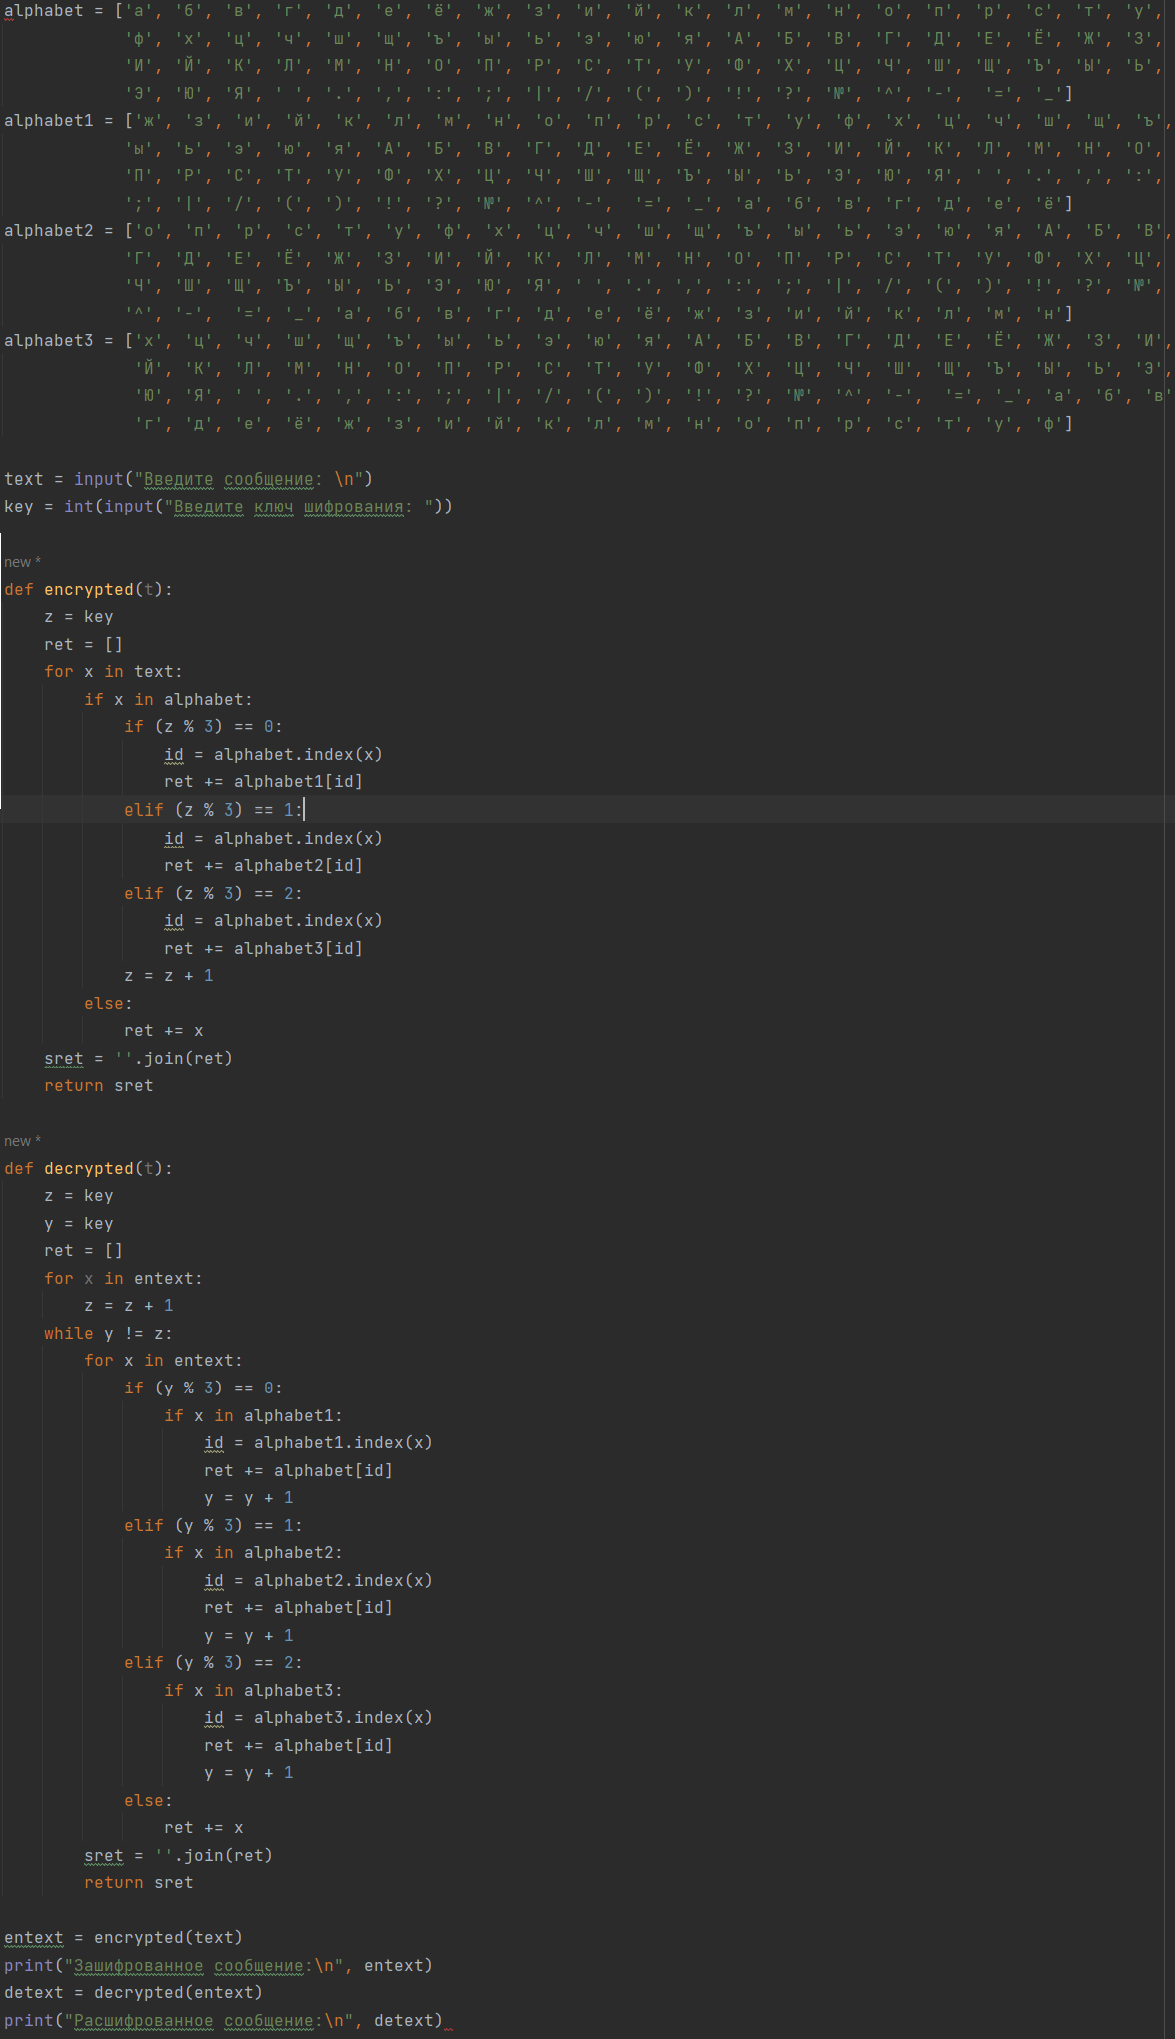 alphabet = ['а', 'б', 'в', 'г', 'д', 'е', 'ё', 'ж', 'з', 'и', 'й', 'к', 'л', 'м', 'н', 'о', 'п', 'р', 'с', 'т', 'у',
            'ф', 'х', 'ц', 'ч', 'ш', 'щ', 'ъ', 'ы', 'ь', 'э', 'ю', 'я', 'А', 'Б', 'В', 'Г', 'Д', 'Е', 'Ё', 'Ж', 'З',
            'И', 'Й', 'К', 'Л', 'М', 'Н', 'О', 'П', 'Р', 'С', 'Т', 'У', 'Ф', 'Х', 'Ц', 'Ч', 'Ш', 'Щ', 'Ъ', 'Ы', 'Ь',
            'Э', 'Ю', 'Я', ' ', '.', ',', ':', ';', '|', '/', '(', ')', '!', '?', '№', '^', '-',  '=', '_']
alphabet1 = ['ж', 'з', 'и', 'й', 'к', 'л', 'м', 'н', 'о', 'п', 'р', 'с', 'т', 'у', 'ф', 'х', 'ц', 'ч', 'ш', 'щ', 'ъ',
            'ы', 'ь', 'э', 'ю', 'я', 'А', 'Б', 'В', 'Г', 'Д', 'Е', 'Ё', 'Ж', 'З', 'И', 'Й', 'К', 'Л', 'М', 'Н', 'О',
            'П', 'Р', 'С', 'Т', 'У', 'Ф', 'Х', 'Ц', 'Ч', 'Ш', 'Щ', 'Ъ', 'Ы', 'Ь', 'Э', 'Ю', 'Я', ' ', '.', ',', ':',
            ';', '|', '/', '(', ')', '!', '?', '№', '^', '-',  '=', '_', 'а', 'б', 'в', 'г', 'д', 'е', 'ё']
alphabet2 = ['о', 'п', 'р', 'с', 'т', 'у', 'ф', 'х', 'ц', 'ч', 'ш', 'щ', 'ъ', 'ы', 'ь', 'э', 'ю', 'я', 'А', 'Б', 'В',
            'Г', 'Д', 'Е', 'Ё', 'Ж', 'З', 'И', 'Й', 'К', 'Л', 'М', 'Н', 'О', 'П', 'Р', 'С', 'Т', 'У', 'Ф', 'Х', 'Ц',
            'Ч', 'Ш', 'Щ', 'Ъ', 'Ы', 'Ь', 'Э', 'Ю', 'Я', ' ', '.', ',', ':', ';', '|', '/', '(', ')', '!', '?', '№',
            '^', '-',  '=', '_', 'а', 'б', 'в', 'г', 'д', 'е', 'ё', 'ж', 'з', 'и', 'й', 'к', 'л', 'м', 'н']
alphabet3 = ['х', 'ц', 'ч', 'ш', 'щ', 'ъ', 'ы', 'ь', 'э', 'ю', 'я', 'А', 'Б', 'В', 'Г', 'Д', 'Е', 'Ё', 'Ж', 'З', 'И',
             'Й', 'К', 'Л', 'М', 'Н', 'О', 'П', 'Р', 'С', 'Т', 'У', 'Ф', 'Х', 'Ц', 'Ч', 'Ш', 'Щ', 'Ъ', 'Ы', 'Ь', 'Э',
             'Ю', 'Я', ' ', '.', ',', ':', ';', '|', '/', '(', ')', '!', '?', '№', '^', '-',  '=', '_', 'а', 'б', 'в'
             'г', 'д', 'е', 'ё', 'ж', 'з', 'и', 'й', 'к', 'л', 'м', 'н', 'о', 'п', 'р', 'с', 'т', 'у', 'ф']
text = input("Введите сообщение: \n")
key = int(input("Введите ключ шифрования: "))
new *
def encrypted(t):
    z = key
    ret = []
    for x in text:
        if x in alphabet:
            if (z % 3) == 0:
                id = alphabet.index(x)
                ret += alphabet1[id]
            elif (z % 3) == 1:
                id = alphabet.index(x)
                ret += alphabet2[id]
            elif (z % 3) == 2:
                id = alphabet.index(x)
                ret += alphabet3[id]
            z = z + 1
        else:
            ret += x
    sret = ''.join(ret)
    return sret
new *
def decrypted(t):
    z = key
    y = key
    ret = []
    for x in entext:
        z = z + 1
    while y != z:
        for x in entext:
            if (y % 3) == 0:
                if x in alphabet1:
                    id = alphabet1.index(x)
                    ret += alphabet[id]
                    y = y + 1
            elif (y % 3) == 1:
                if x in alphabet2:
                    id = alphabet2.index(x)
                    ret += alphabet[id]
                    y = y + 1
            elif (y % 3) == 2:
                if x in alphabet3:
                    id = alphabet3.index(x)
                    ret += alphabet[id]
                    y = y + 1
            else:
                ret += x
        sret = ''.join(ret)
        return sret
entext = encrypted(text)
print("Зашифрованное сообщение:\n", entext)
detext = decrypted(entext)
print("Расшифрованное сообщение:\n", detext)